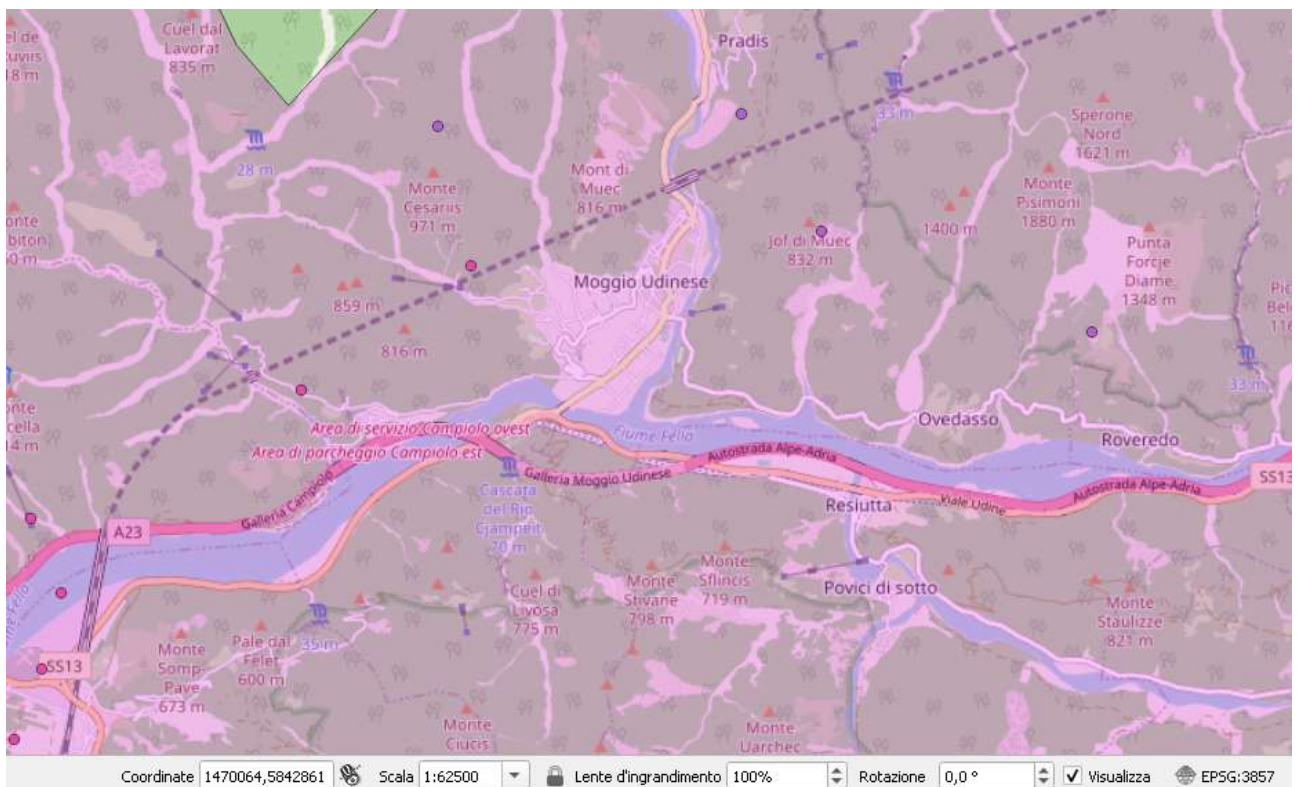 Cuel dal
Lavorat
835 m
Pradis
33 m
Sperone
Nord
1621 m
28 m
Monte
Cesariis
971 m
Mont di
Muec
816 m
Monte
Pisimoni
1880 m
1400 m
Jof di Muec
832 m
Punta
Forcje
Diame
1348 m
859 m
Moggio Udinese
816 m
33 m
Area di servizio Campiolo ovest
Area di parcheggio Campiolo est
Fiume Fella
Ovedasso
Roveredo
Autostrada Alpe-Adria
Galleria Moggio Udinese
Galleria Campiolo
Cascata
del Rio
Cjampeit
70 m
Resiutta
Viale Udine
Autostrada Alpe-Adria
SS13
A23
Povici di sotto
Monte
Sflincis
719 m
Monte
Stivane
798 m
Cuel di
Livosa
775 m
Monte
Staulizze
821 m
35 m
Pale dal
Felet
600 m
Monte
Somp-
Pave
673 m
SS13
Monte
Ciucis
Monte
Uarchec
Coordinate 1470064,5842861 Scala 1:62500 Lente d'ingrandimento 100% Rotazione 0,0 ° Visualizza EPSG:3857